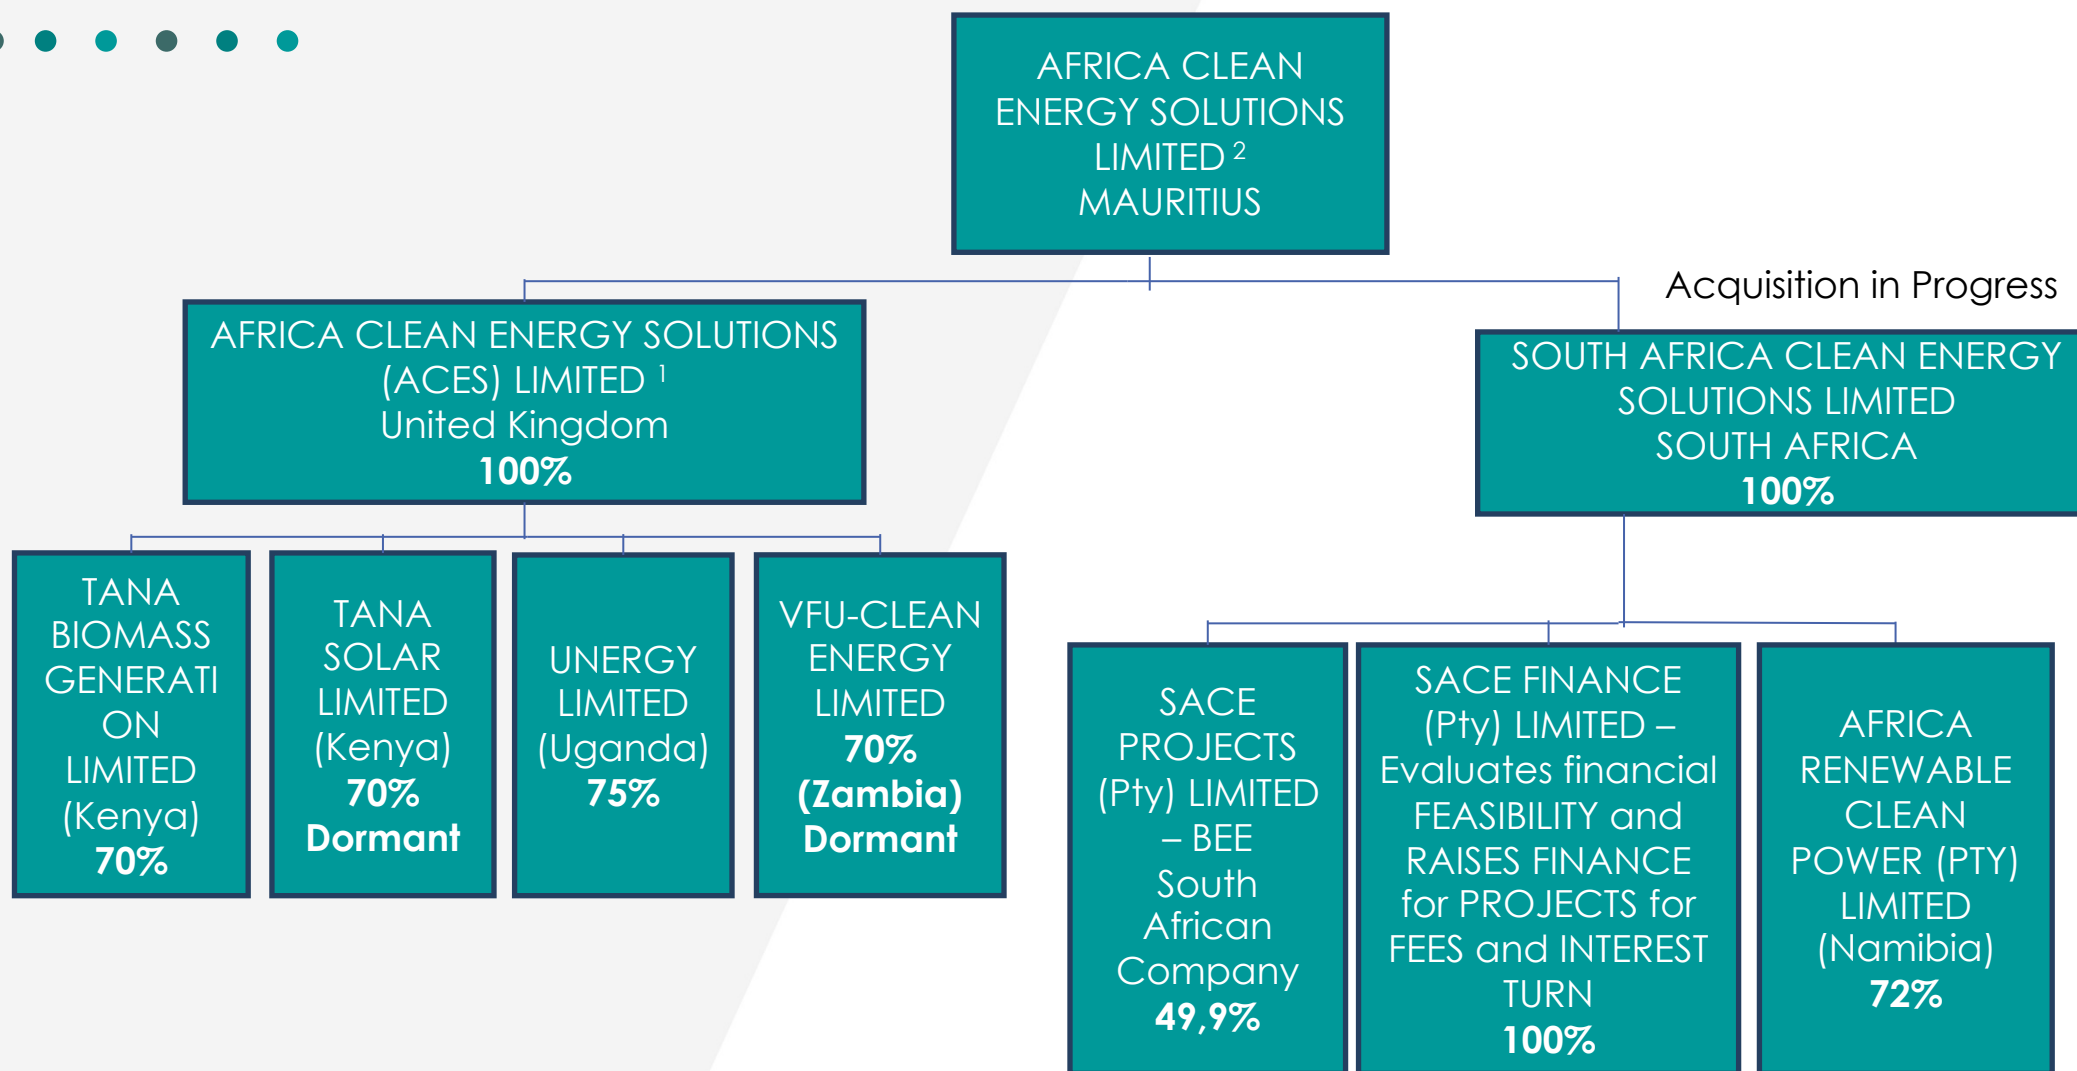 AFRICA CLEAN
ENERGY SOLUTIONS
LIMITED ²
MAURITIUS
Acquisition in Progress
AFRICA CLEAN ENERGY SOLUTIONS
(ACES) LIMITED ¹
United Kingdom
100%
SOUTH AFRICA CLEAN ENERGY
SOLUTIONS LIMITED
SOUTH AFRICA
100%
TANA
BIOMASS
GENERATI
ON
LIMITED
(Kenya)
70%
TANA
SOLAR
LIMITED
(Kenya)
70%
Dormant
UNERGY
LIMITED
(Uganda)
75%
VFU-CLEAN
ENERGY
LIMITED
70%
(Zambia)
Dormant
SACE
PROJECTS
(Pty) LIMITED
– BEE
South
African
Company
49,9%
SACE FINANCE
(Pty) LIMITED –
Evaluates financial
FEASIBILITY and
RAISES FINANCE
for PROJECTS for
FEES and INTEREST
TURN
100%
AFRICA
RENEWABLE
CLEAN
POWER (PTY)
LIMITED
(Namibia)
72%